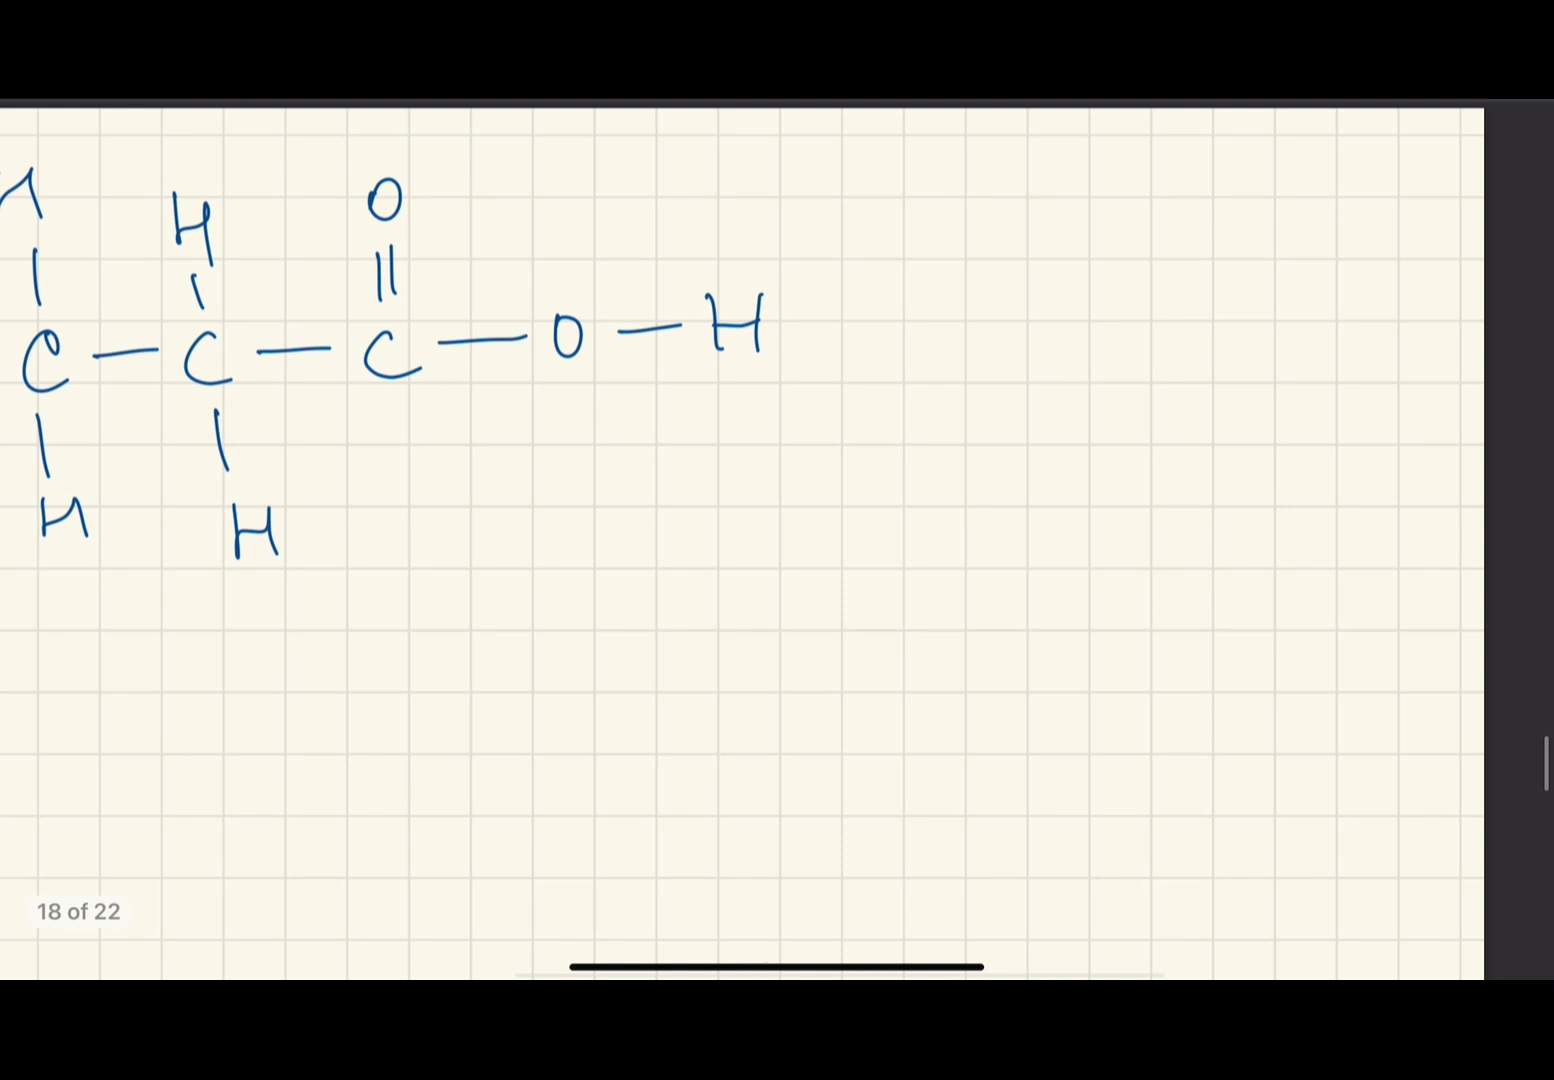 H H O
| | ||
C — C — C — O — H
| |
H H
18 of 22